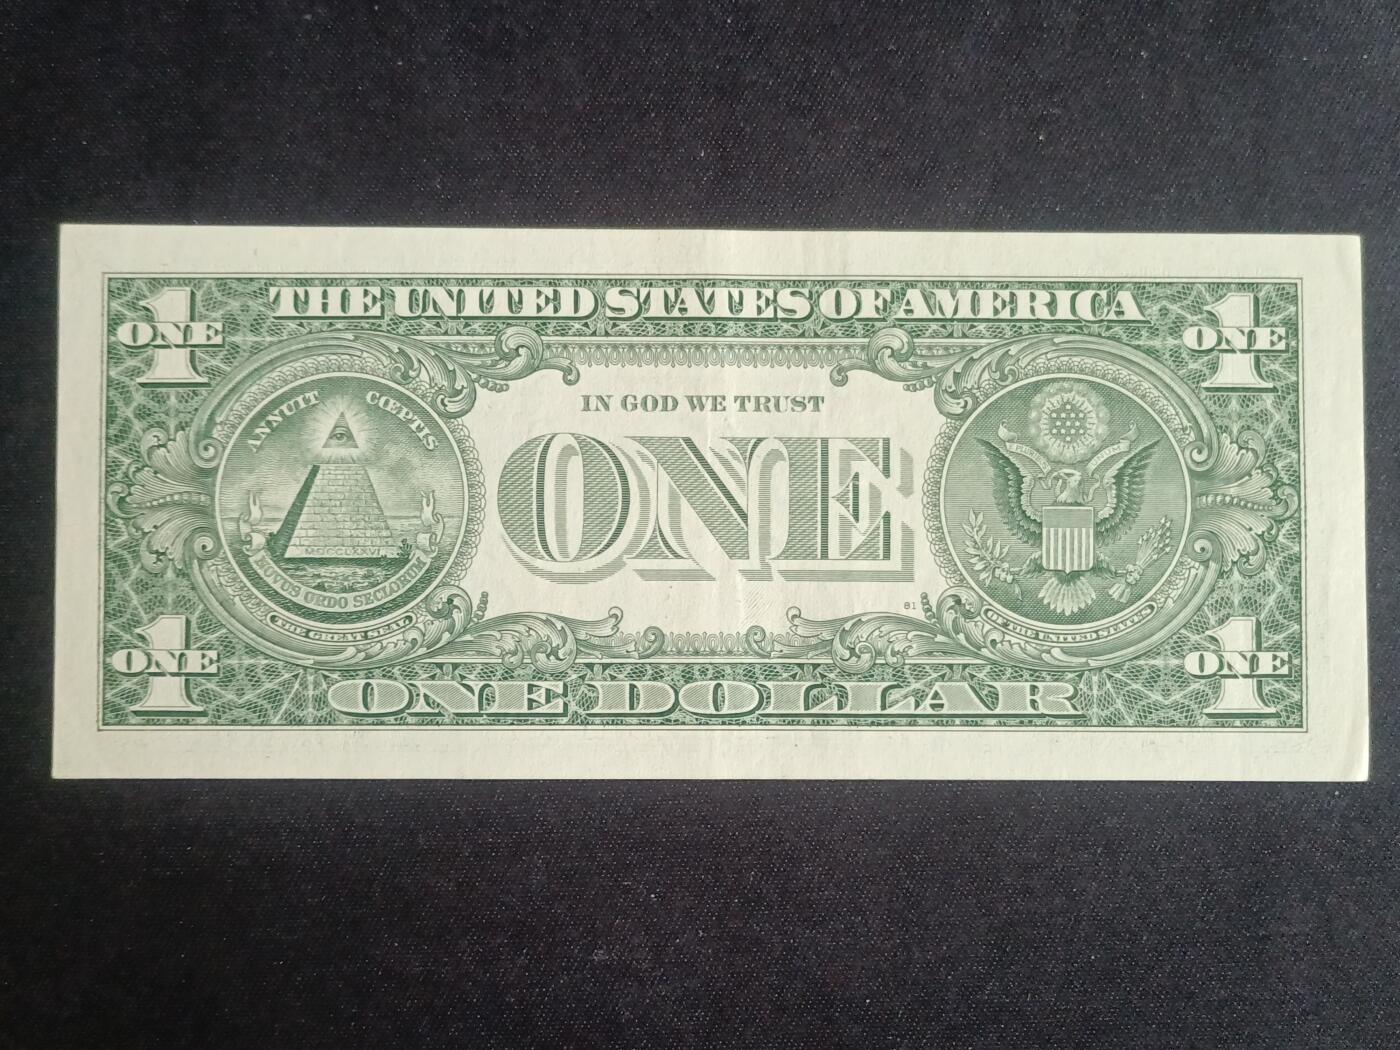 THE UNITED STATES OF AMERICA
1 ONE
1 ONE
ANNUIT CŒPTIS
IN GOD WE TRUST
ONE
MDCCLXXVI
NOVUS ORDO SECLORUM
THE GREAT SEAL
OF THE UNITED STATES
81
1 ONE
1 ONE
ONE DOLLAR